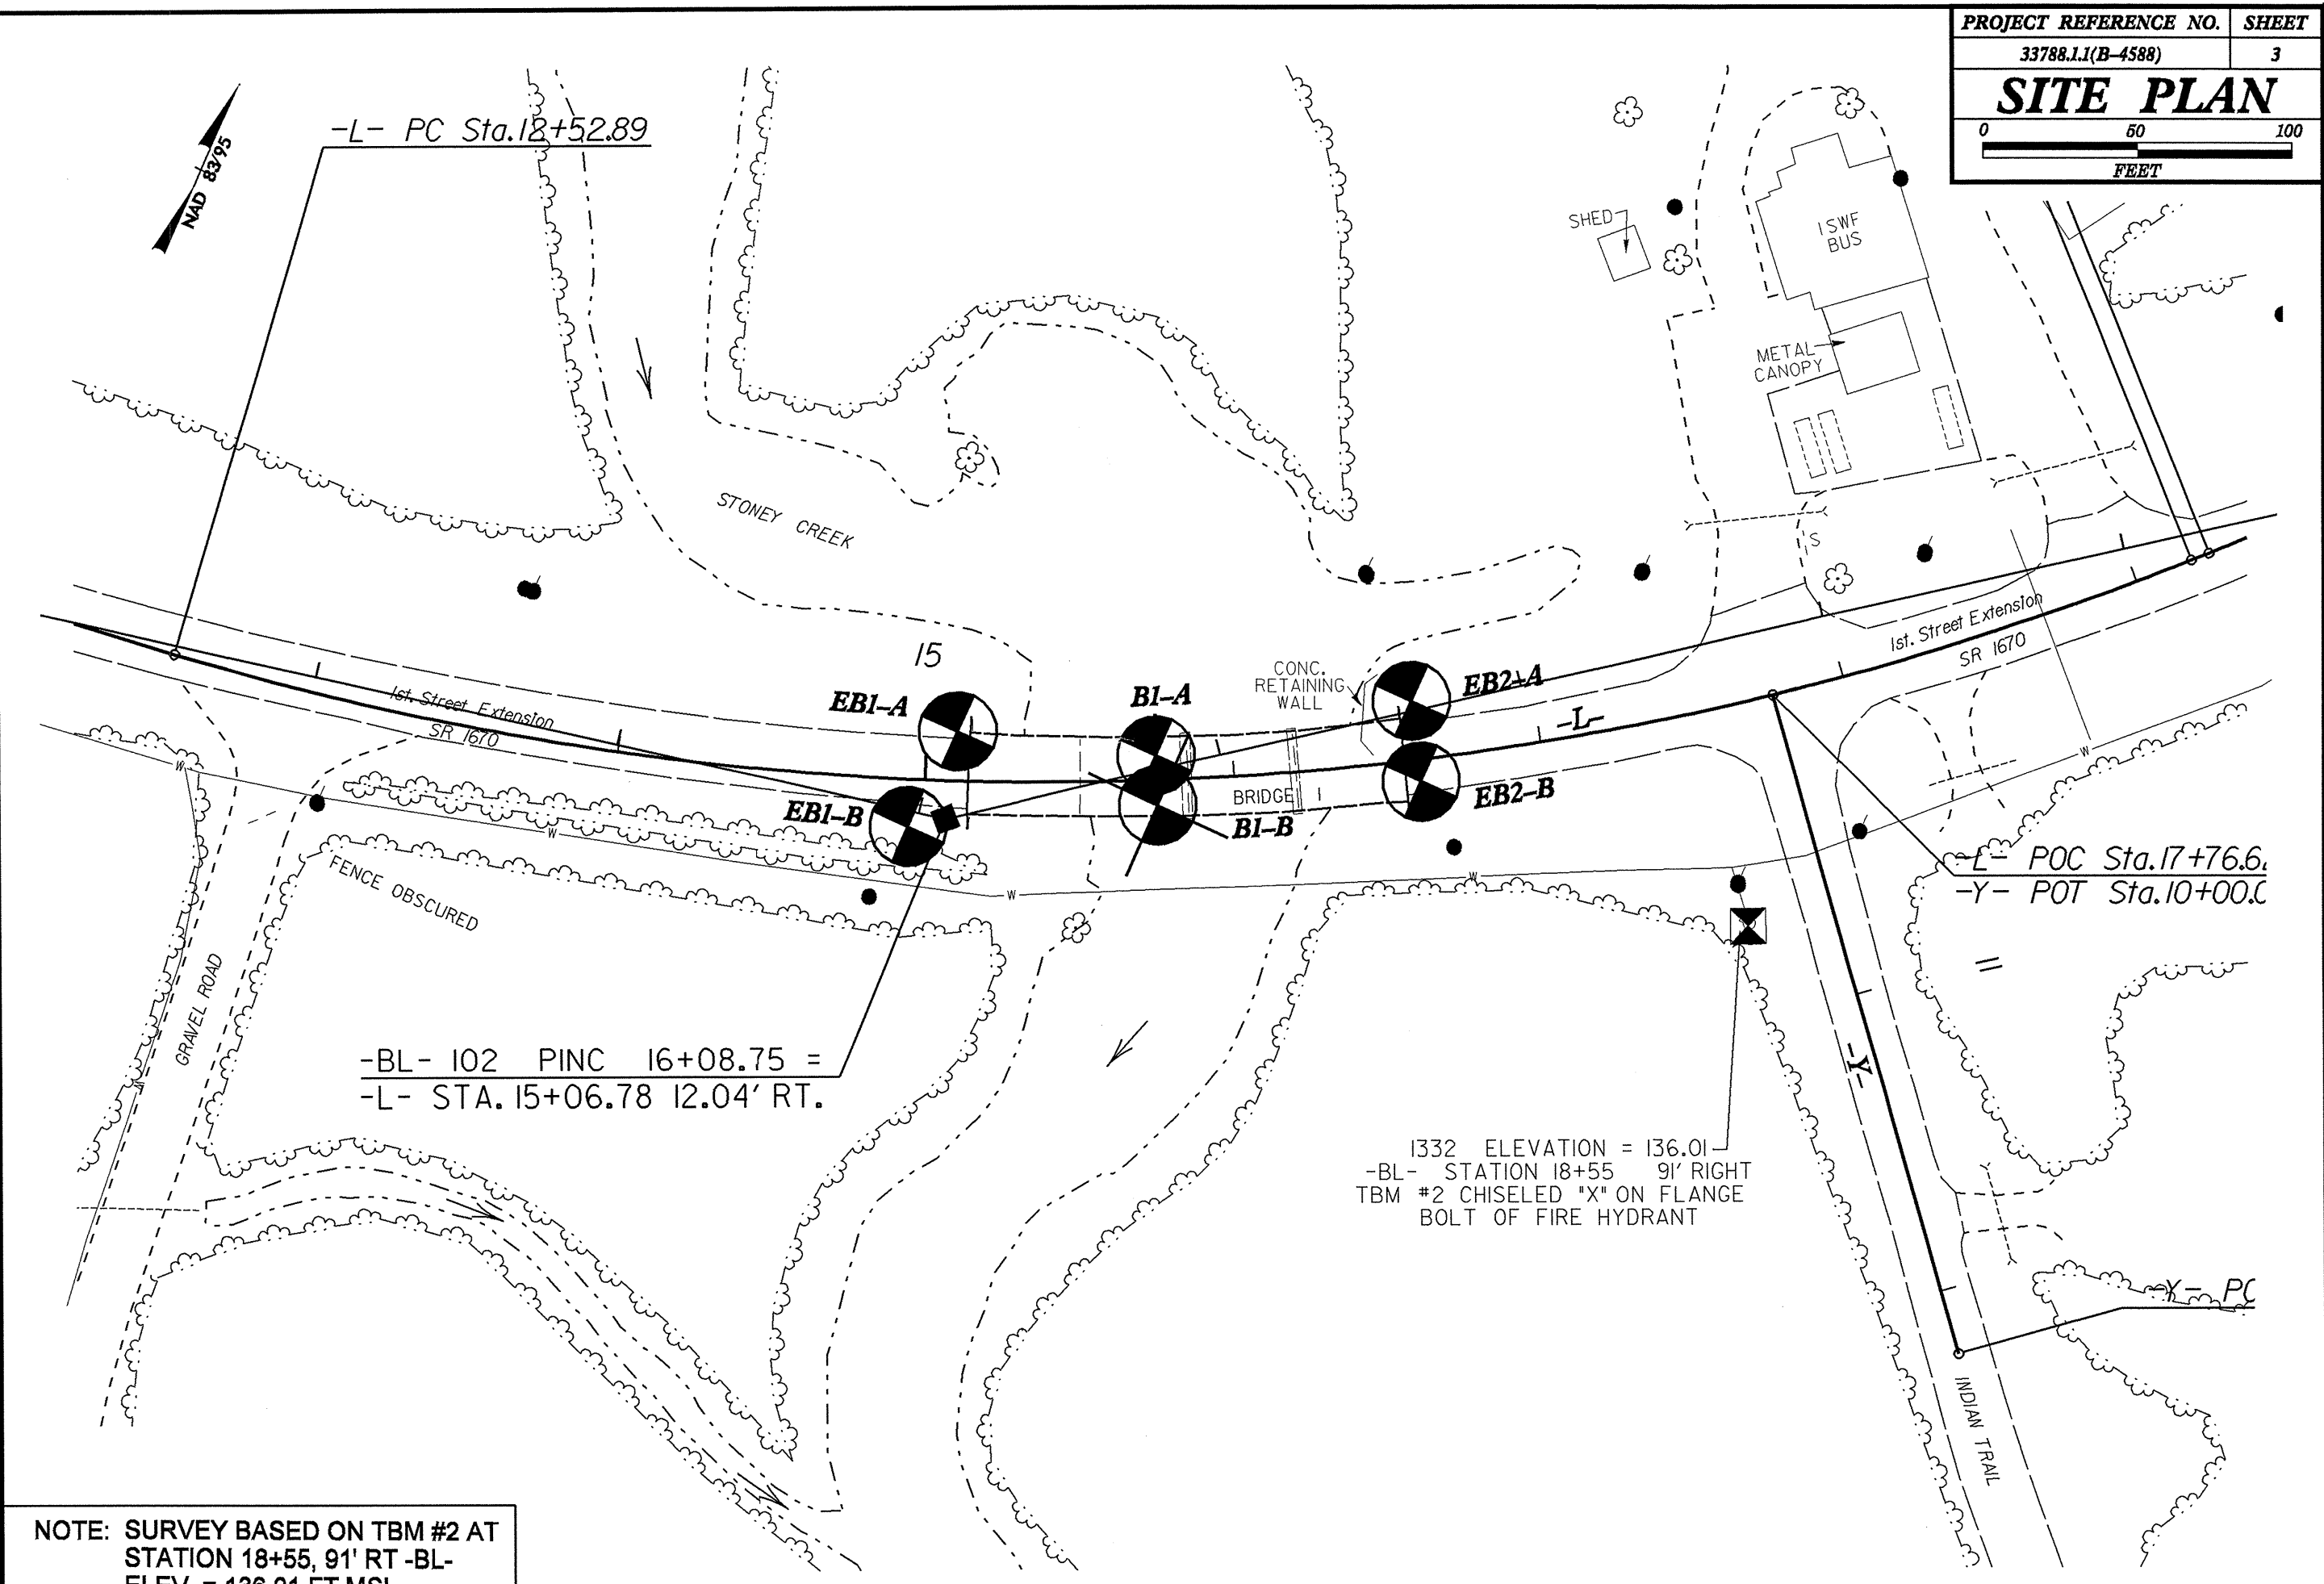 PROJECT REFERENCE NO. SHEET
33788.1.1(B-4588) 3
SITE PLAN
0 50 100
FEET
NAD 83/95
-L- PC Sta.12+52.89
SHED
ISWF
BUS
METAL
CANOPY
STONEY CREEK
S
15
CONC.
RETAINING
WALL
EB1-A
B1-A
EB2-A
-L-
1st. Street Extension
SR 1670
1st. Street Extension
SR 1670
EB1-B
B1-B
BRIDGE
EB2-B
W
W
W
W
W
FENCE OBSCURED
GRAVEL ROAD
-L- POC Sta.17+76.6
-Y- POT Sta.10+00.0
-BL- 102 PINC 16+08.75 =
-L- STA. 15+06.78 12.04' RT.
-Y-
1332 ELEVATION = 136.01
-BL- STATION 18+55 91' RIGHT
TBM #2 CHISELED "X" ON FLANGE
BOLT OF FIRE HYDRANT
-Y- PC
INDIAN TRAIL
NOTE: SURVEY BASED ON TBM #2 AT
STATION 18+55, 91' RT -BL-